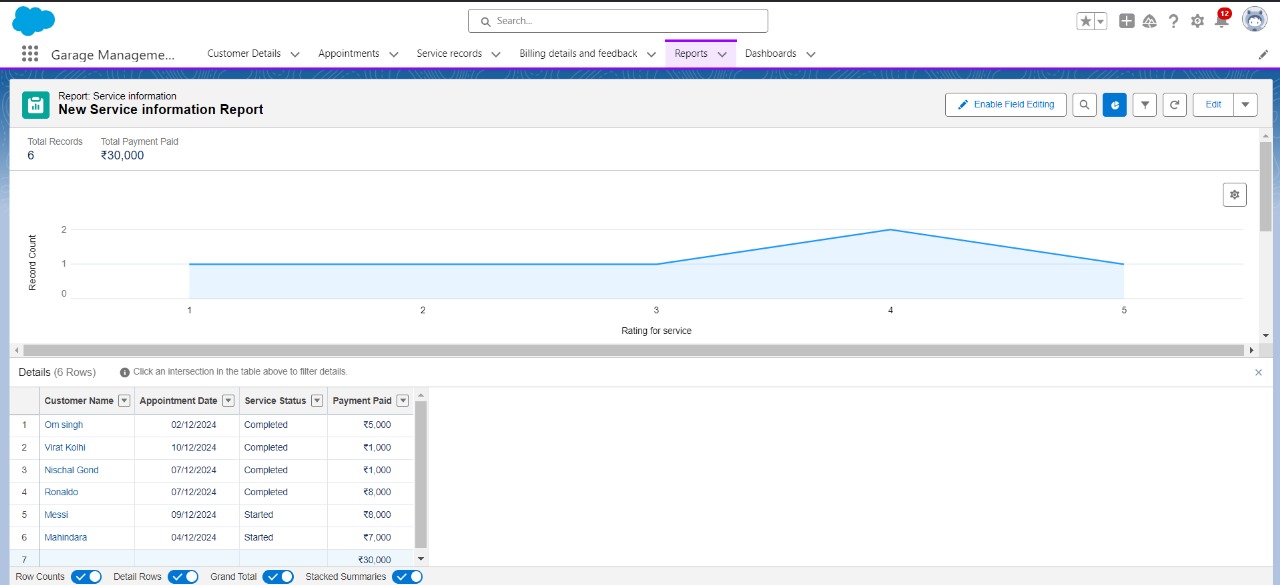 Search...
12
Garage Manageme... Customer Details Appointments Service records Billing details and feedback Reports Dashboards
Report: Service information
New Service information Report
Enable Field Editing Edit
Total Records Total Payment Paid
6 ₹30,000
Record Count
2
1
0
1 2 3 4 5
Rating for service
Details (6 Rows) Click an intersection in the table above to filter details.
Customer Name Appointment Date Service Status Payment Paid
1 Om singh 02/12/2024 Completed ₹5,000
2 Virat Kolhi 10/12/2024 Completed ₹1,000
3 Nischal Gond 07/12/2024 Completed ₹1,000
4 Ronaldo 07/12/2024 Completed ₹8,000
5 Messi 09/12/2024 Started ₹8,000
6 Mahindara 04/12/2024 Started ₹7,000
7 ₹30,000
Row Counts Detail Rows Grand Total Stacked Summaries